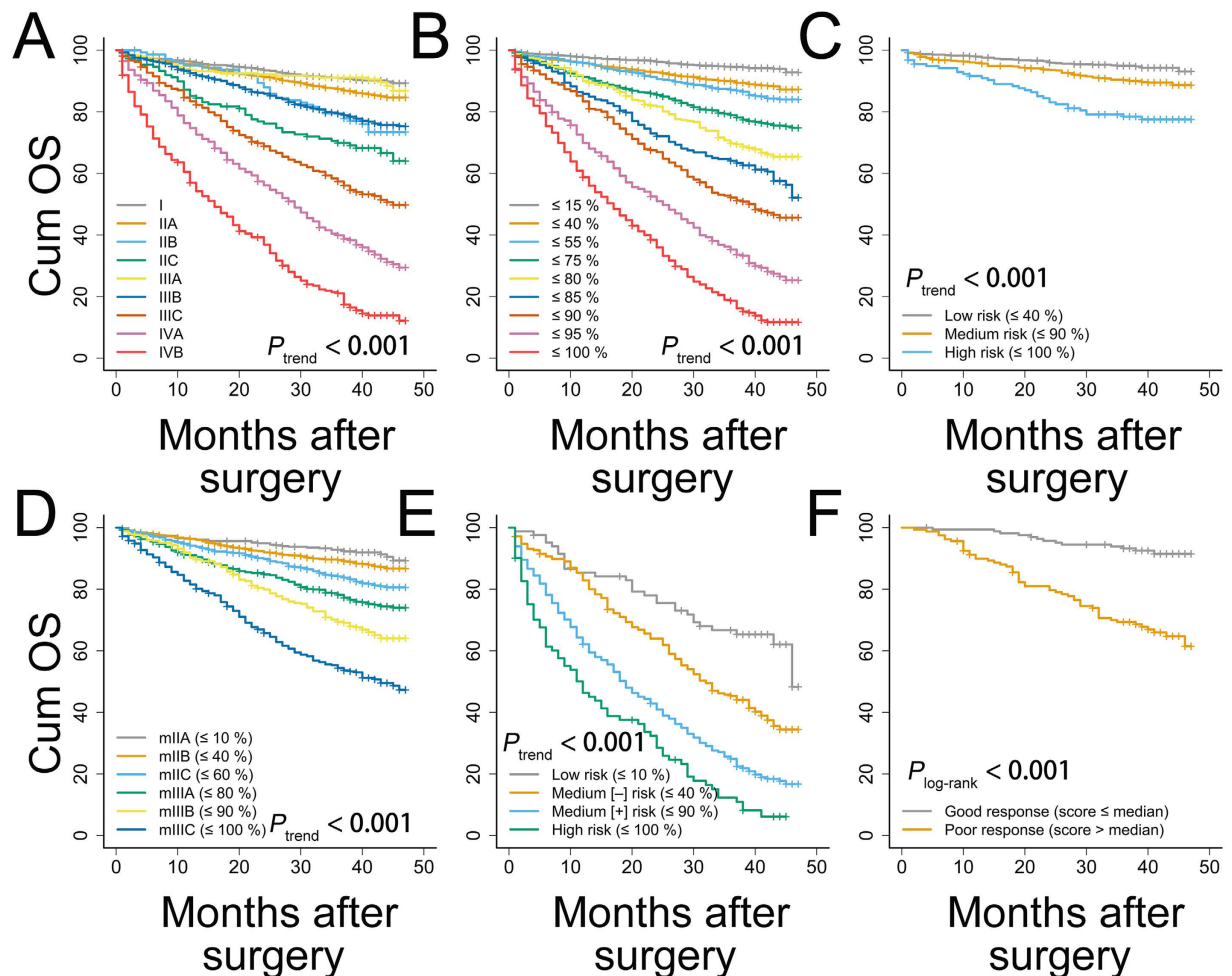 A
Cum OS
100
80
60
40
20
0
I
IIA
IIB
IIC
IIIA
IIIB
IIIC
IVA
IVB
Ptrend < 0.001
0 10 20 30 40 50
Months after
surgery
B
100
80
60
40
20
0
≤ 15 %
≤ 40 %
≤ 55 %
≤ 75 %
≤ 80 %
≤ 85 %
≤ 90 %
≤ 95 %
≤ 100 %
Ptrend < 0.001
0 10 20 30 40 50
Months after
surgery
C
100
80
60
40
20
0
Ptrend < 0.001
Low risk (≤ 40 %)
Medium risk (≤ 90 %)
High risk (≤ 100 %)
0 10 20 30 40 50
Months after
surgery
D
Cum OS
100
80
60
40
20
0
mIIA (≤ 10 %)
mIIB (≤ 40 %)
mIIC (≤ 60 %)
mIIIA (≤ 80 %)
mIIIB (≤ 90 %)
mIIIC (≤ 100 %)
Ptrend < 0.001
0 10 20 30 40 50
Months after
surgery
E
100
80
60
40
20
0
Ptrend < 0.001
Low risk (≤ 10 %)
Medium [–] risk (≤ 40 %)
Medium [+] risk (≤ 90 %)
High risk (≤ 100 %)
0 10 20 30 40 50
Months after
surgery
F
100
80
60
40
20
0
Plog-rank < 0.001
Good response (score ≤ median)
Poor response (score > median)
0 10 20 30 40 50
Months after
surgery